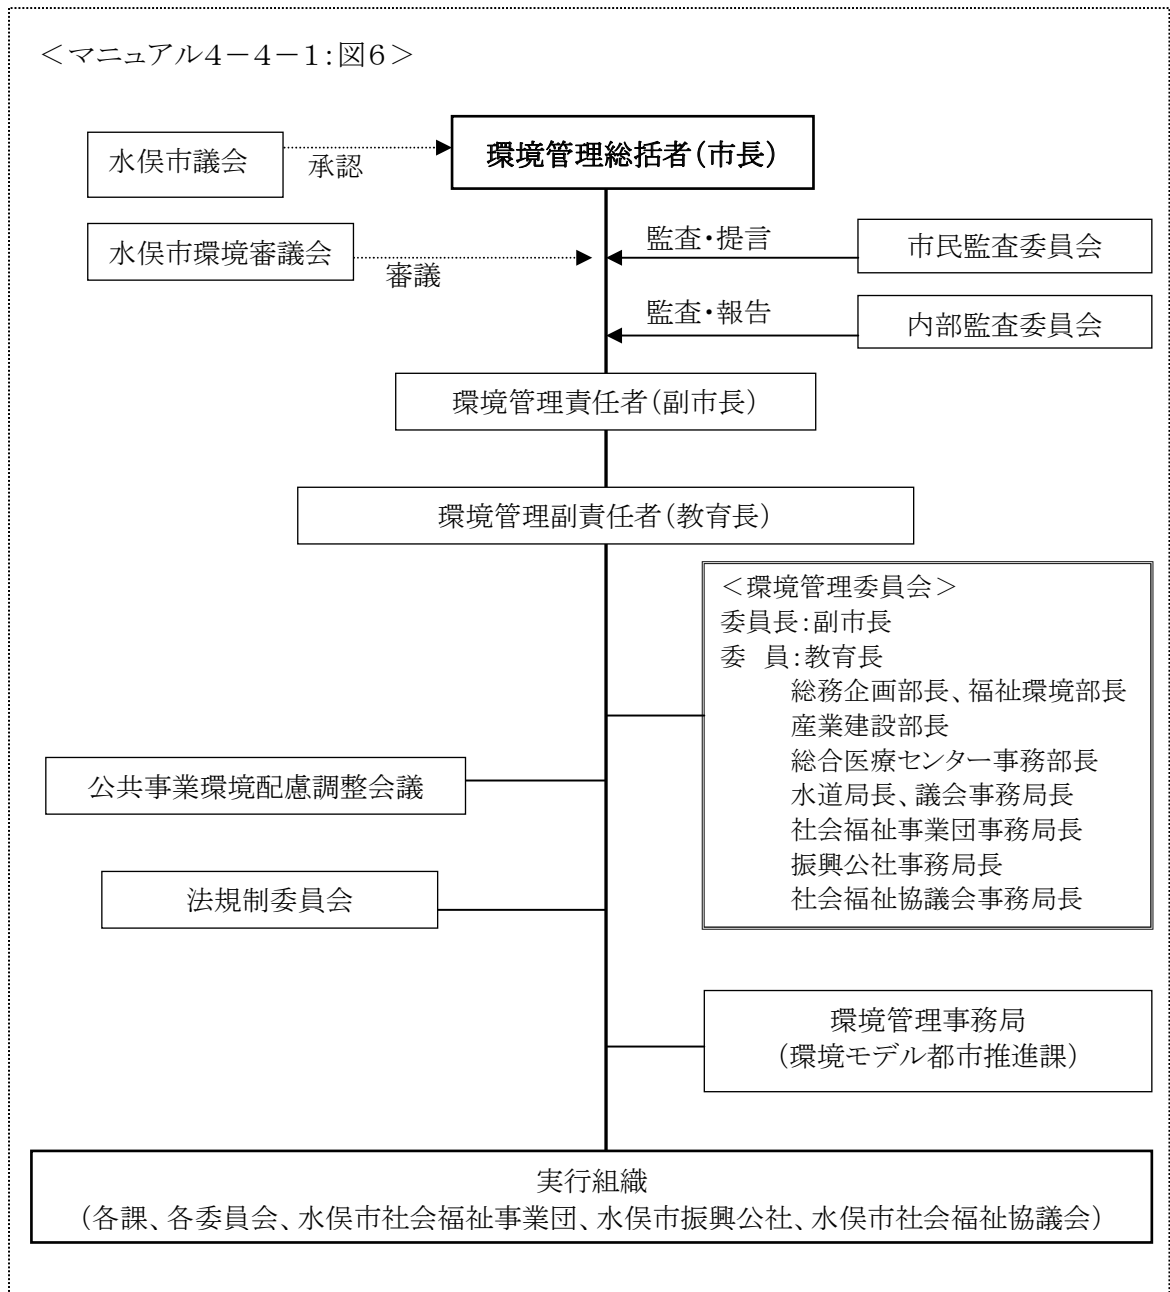 ＜マニュアル４－４－１：図６＞
水俣市議会
承認
環境管理総括者（市長）
水俣市環境審議会
審議
監査・提言
市民監査委員会
監査・報告
内部監査委員会
環境管理責任者（副市長）
環境管理副責任者（教育長）
＜環境管理委員会＞
委員長：副市長
委　員：教育長
総務企画部長、福祉環境部長
産業建設部長
総合医療センター事務部長
水道局長、議会事務局長
社会福祉事業団事務局長
振興公社事務局長
社会福祉協議会事務局長
公共事業環境配慮調整会議
法規制委員会
環境管理事務局
（環境モデル都市推進課）
実行組織
（各課、各委員会、水俣市社会福祉事業団、水俣市振興公社、水俣市社会福祉協議会）